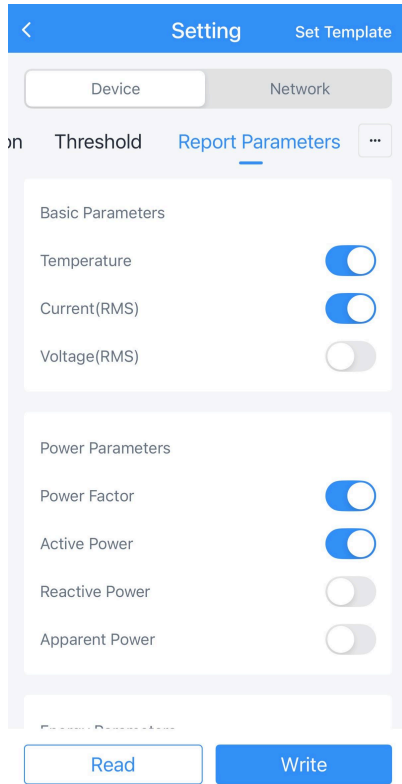 Setting
Set Template
Device
Network
Threshold
Report Parameters
...
Basic Parameters
Temperature
Current(RMS)
Voltage(RMS)
Power Parameters
Power Factor
Active Power
Reactive Power
Apparent Power
Read
Write